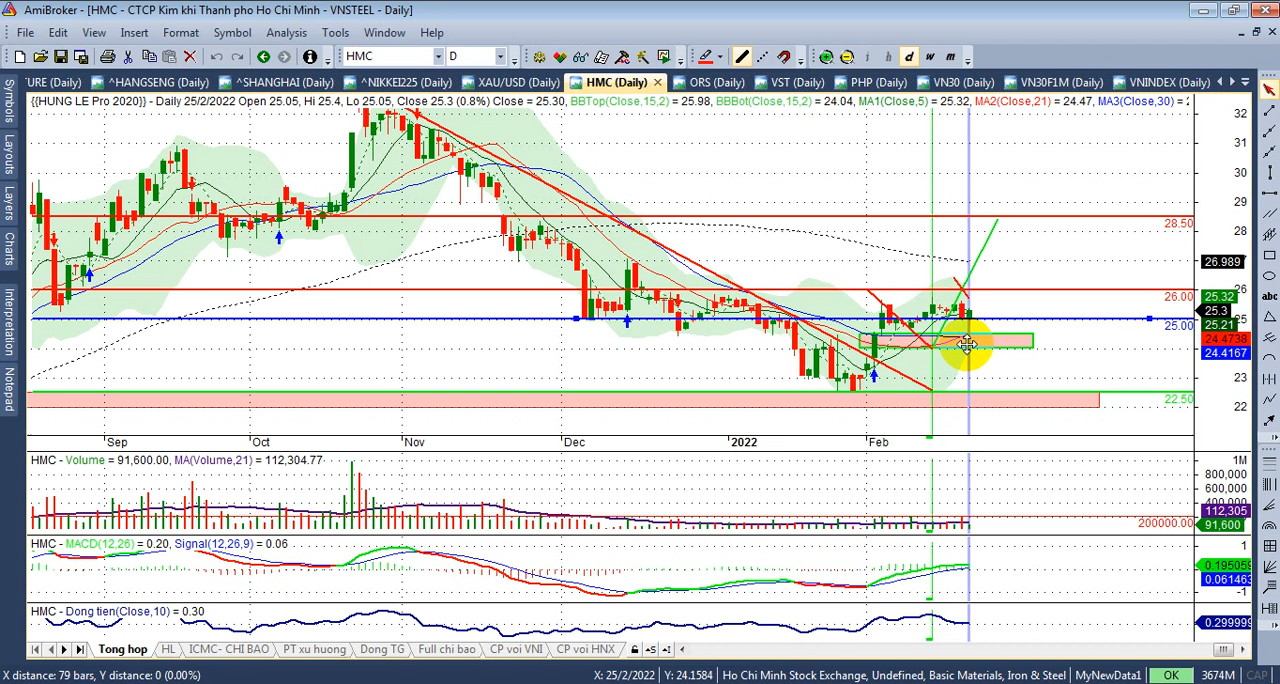 AmiBroker - [HMC - CTCP Kim khi Thanh pho Ho Chi Minh - VNSTEEL - Daily]
File Edit View Insert Format Symbol Analysis Tools Window Help
HMC D i h d w m
'URE (Daily) ^HANGSENG (Daily) ^SHANGHAI (Daily) ^NIKKEI225 (Daily) XAU/USD (Daily) HMC (Daily) ORS (Daily) VST (Daily) PHP (Daily) VN30 (Daily) VN30F1M (Daily) VNINDEX (Daily)
Symbols
Layouts
Layers
Charts
Interpretation
Notepad
{{HUNG LE Pro 2020}} - Daily 25/2/2022 Open 25.05, Hi 25.4, Lo 25.05, Close 25.3 (0.8%) Close = 25.30, BBTop(Close,15,2) = 25.98, BBBot(Close,15,2) = 24.04, MA1(Close,5) = 25.32, MA2(Close,21) = 24.47, MA3(Close,30) = 2
32
31
30
29
28.50
28
26.989
26
25.32
26.00
25.3
25
25.21
25.00
24.4738
24.4167
23
22.50
22
Sep Oct Nov Dec 2022 Feb
HMC - Volume = 91,600.00, MA(Volume,21) = 112,304.77
1M
800,000
600,000
400,000
112,305
200000.00
91,600
HMC - MACD(12,26) = 0.20, Signal(12,26,9) = 0.06
1
0.195059
0.061463
-1
HMC - Dong tien(Close,10) = 0.30
0.299999
Tong hop HL ICMC- CHI BAO PT xu huong Dong TG Full chi bao CP voi VNI CP voi HNX S I
X distance: 79 bars, Y distance: 0 (0.00%) X: 25/2/2022 Y: 24.1584 Ho Chi Minh Stock Exchange, Undefined, Basic Materials, Iron & Steel MyNewData1 OK 3674M CAP
abc